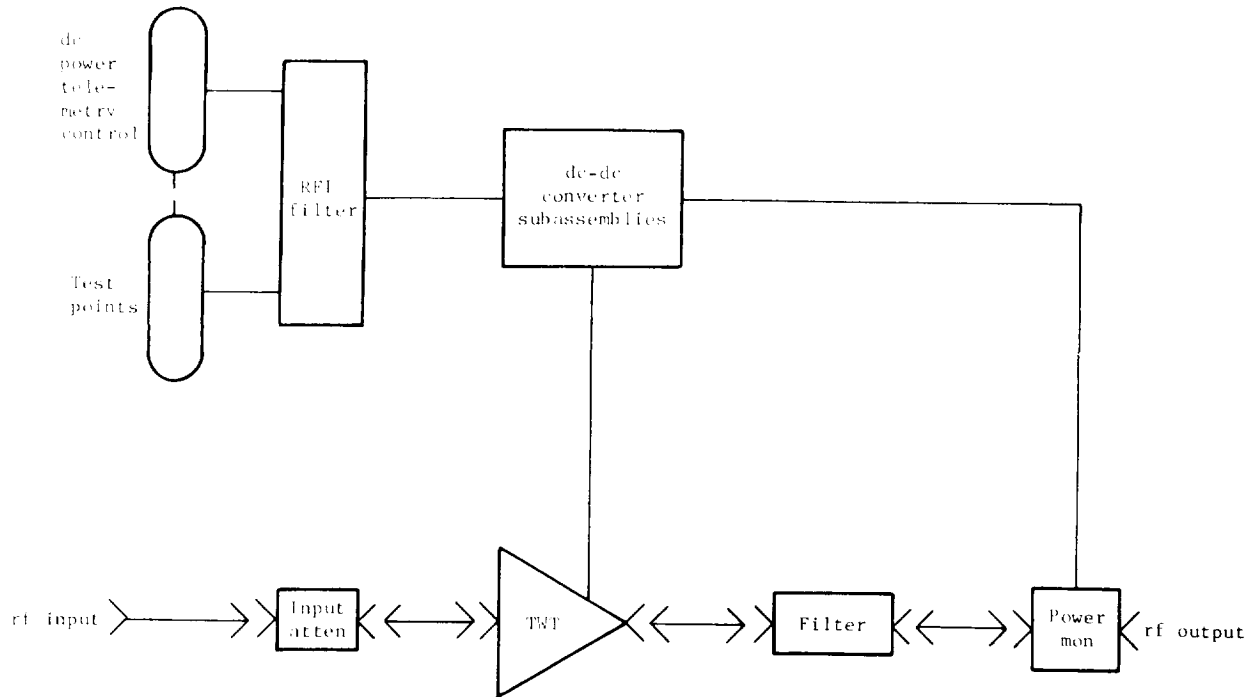 dc
power
tele-
metry
control
RFI
filter
Test
points
dc-dc
converter
subassemblies
rf input
Input
atten
TWT
Filter
Power
mon
rf output